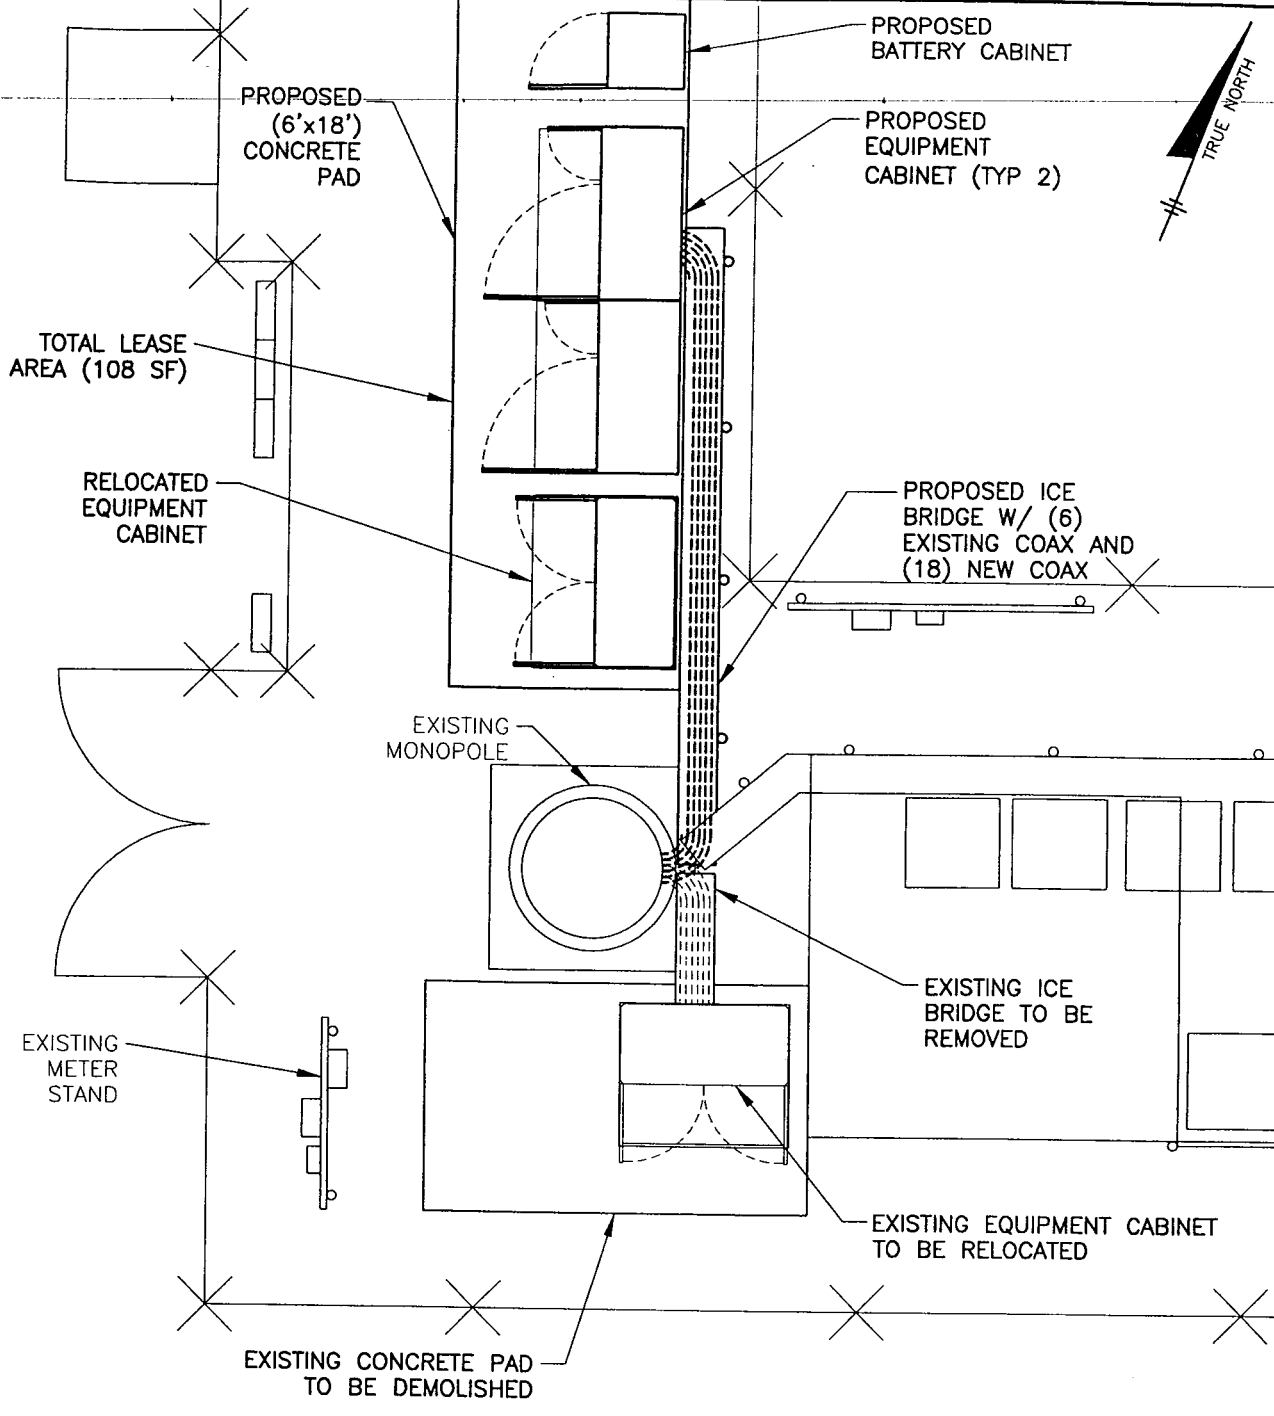 PROPOSED
BATTERY CABINET
PROPOSED
(6'x18')
CONCRETE
PAD
PROPOSED
EQUIPMENT
CABINET (TYP 2)
TRUE NORTH
TOTAL LEASE
AREA (108 SF)
RELOCATED
EQUIPMENT
CABINET
PROPOSED ICE
BRIDGE W/ (6)
EXISTING COAX AND
(18) NEW COAX
EXISTING
MONOPOLE
EXISTING ICE
BRIDGE TO BE
REMOVED
EXISTING
METER
STAND
EXISTING EQUIPMENT CABINET
TO BE RELOCATED
EXISTING CONCRETE PAD
TO BE DEMOLISHED